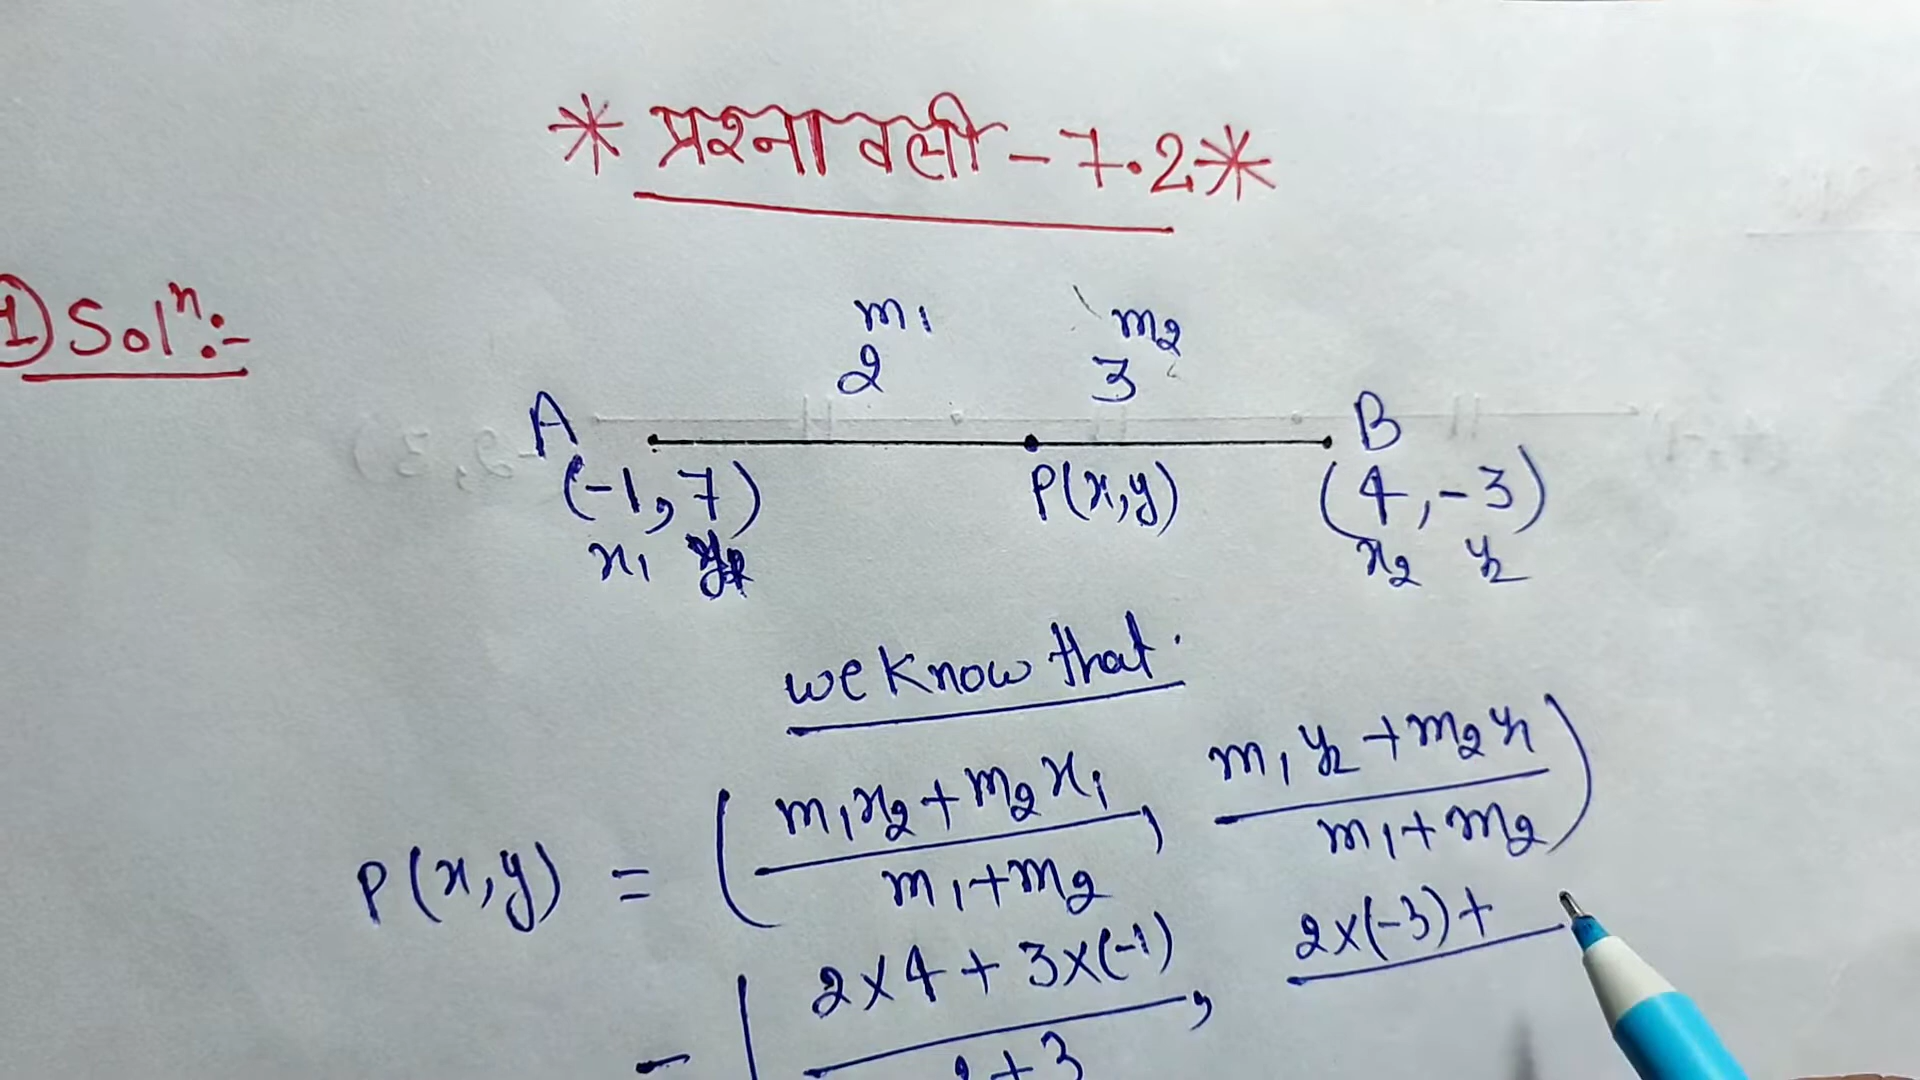 * प्रश्नावली - 7.2 *
① Solⁿ:-
m₁ m₂
2 3
A B
(-1, 7) P(x,y) (4, -3)
x₁ y₁ x₂ y₂
we know that
P(x,y) = (m₁x₂+m₂x₁/m₁+m₂, m₁y₂+m₂y₁/m₁+m₂)
2×4+3×(-1)/2+3, 2×(-3)+